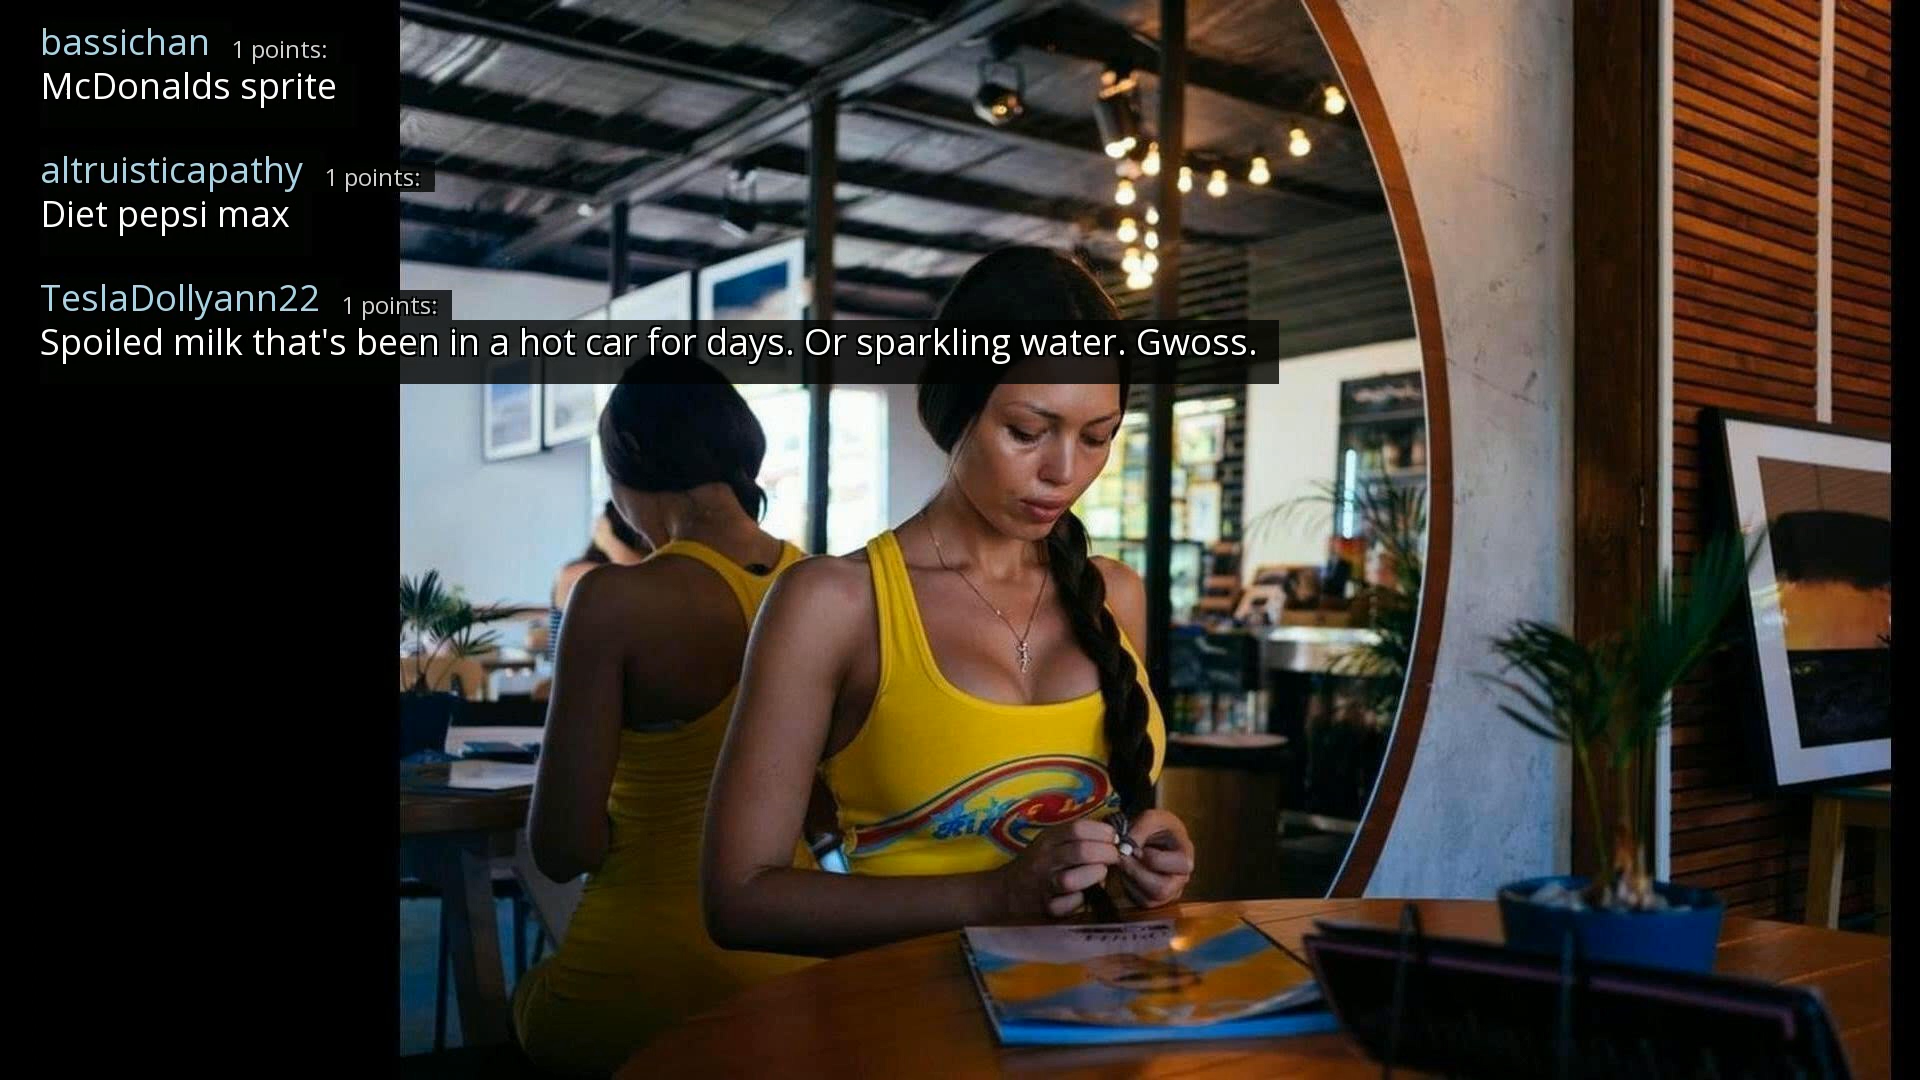 bassichan 1 points:
McDonalds sprite
altruisticapathy 1 points:
Diet pepsi max
TeslaDollyann22 1 points:
Spoiled milk that's been in a hot car for days. Or sparkling water. Gwoss.